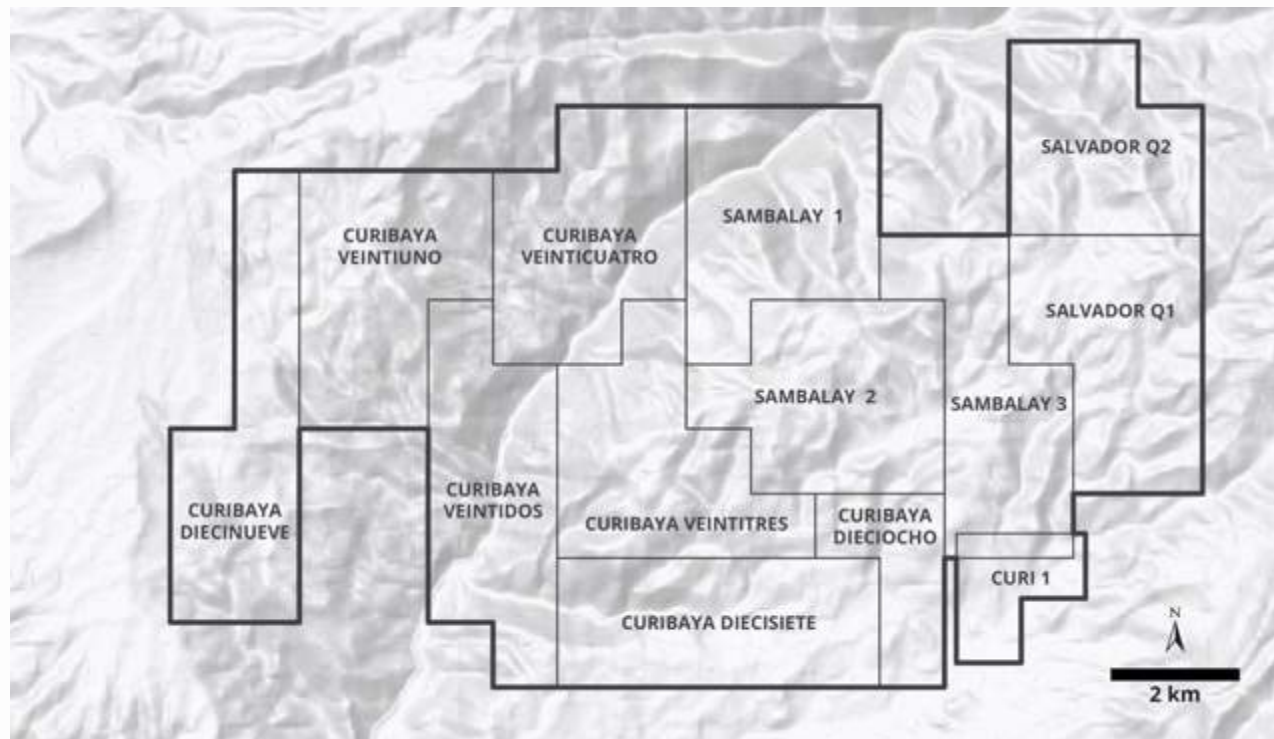 SALVADOR Q2
SAMBALAY 1
CURIBAYA
VEINTIUNO
CURIBAYA
VEINTICUATRO
SALVADOR Q1
SAMBALAY 2
SAMBALAY 3
CURIBAYA
VEINTIDOS
CURIBAYA
DIECINUEVE
CURIBAYA VEINTITRES
CURIBAYA
DIECIOCHO
CURI 1
CURIBAYA DIECISIETE
N
2 km